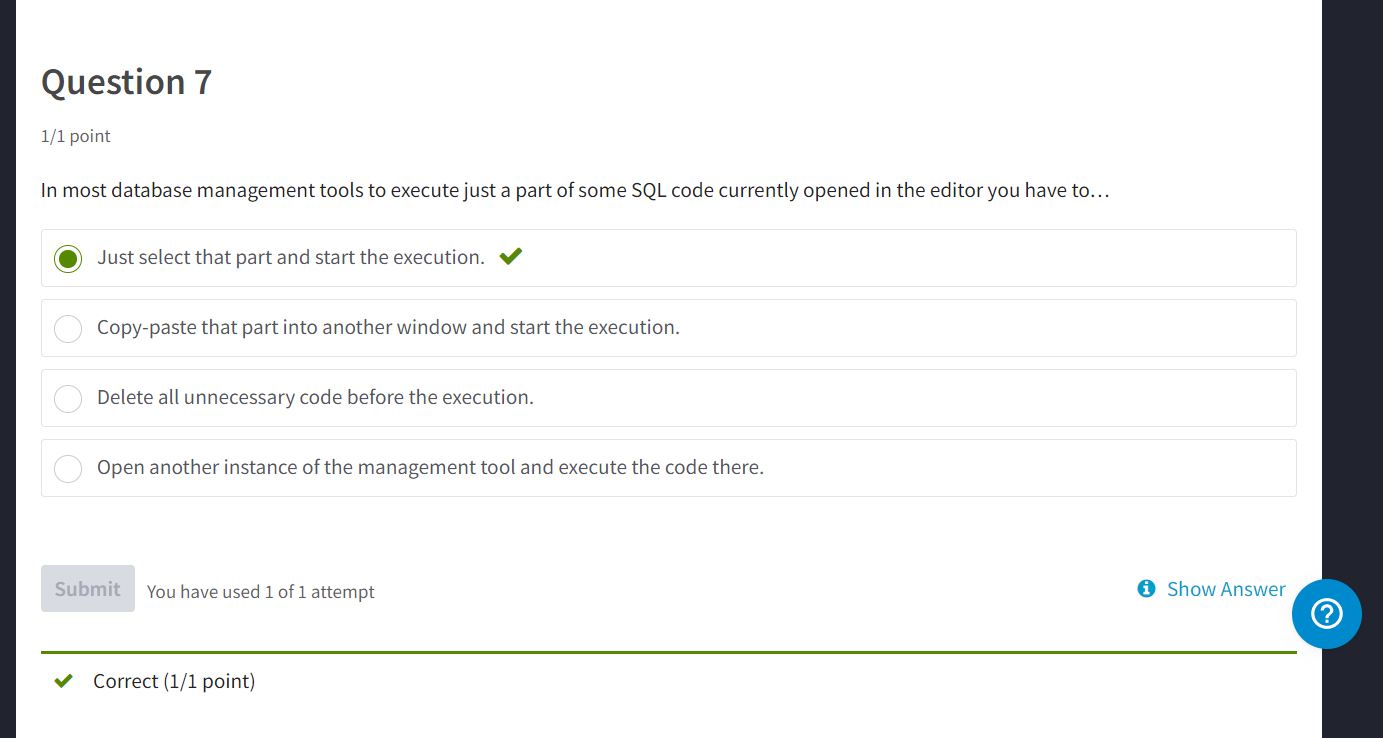 Question 7
1/1 point
In most database management tools to execute just a part of some SQL code currently opened in the editor you have to…
Just select that part and start the execution.
Copy-paste that part into another window and start the execution.
Delete all unnecessary code before the execution.
Open another instance of the management tool and execute the code there.
Submit You have used 1 of 1 attempt Show Answer
Correct (1/1 point)